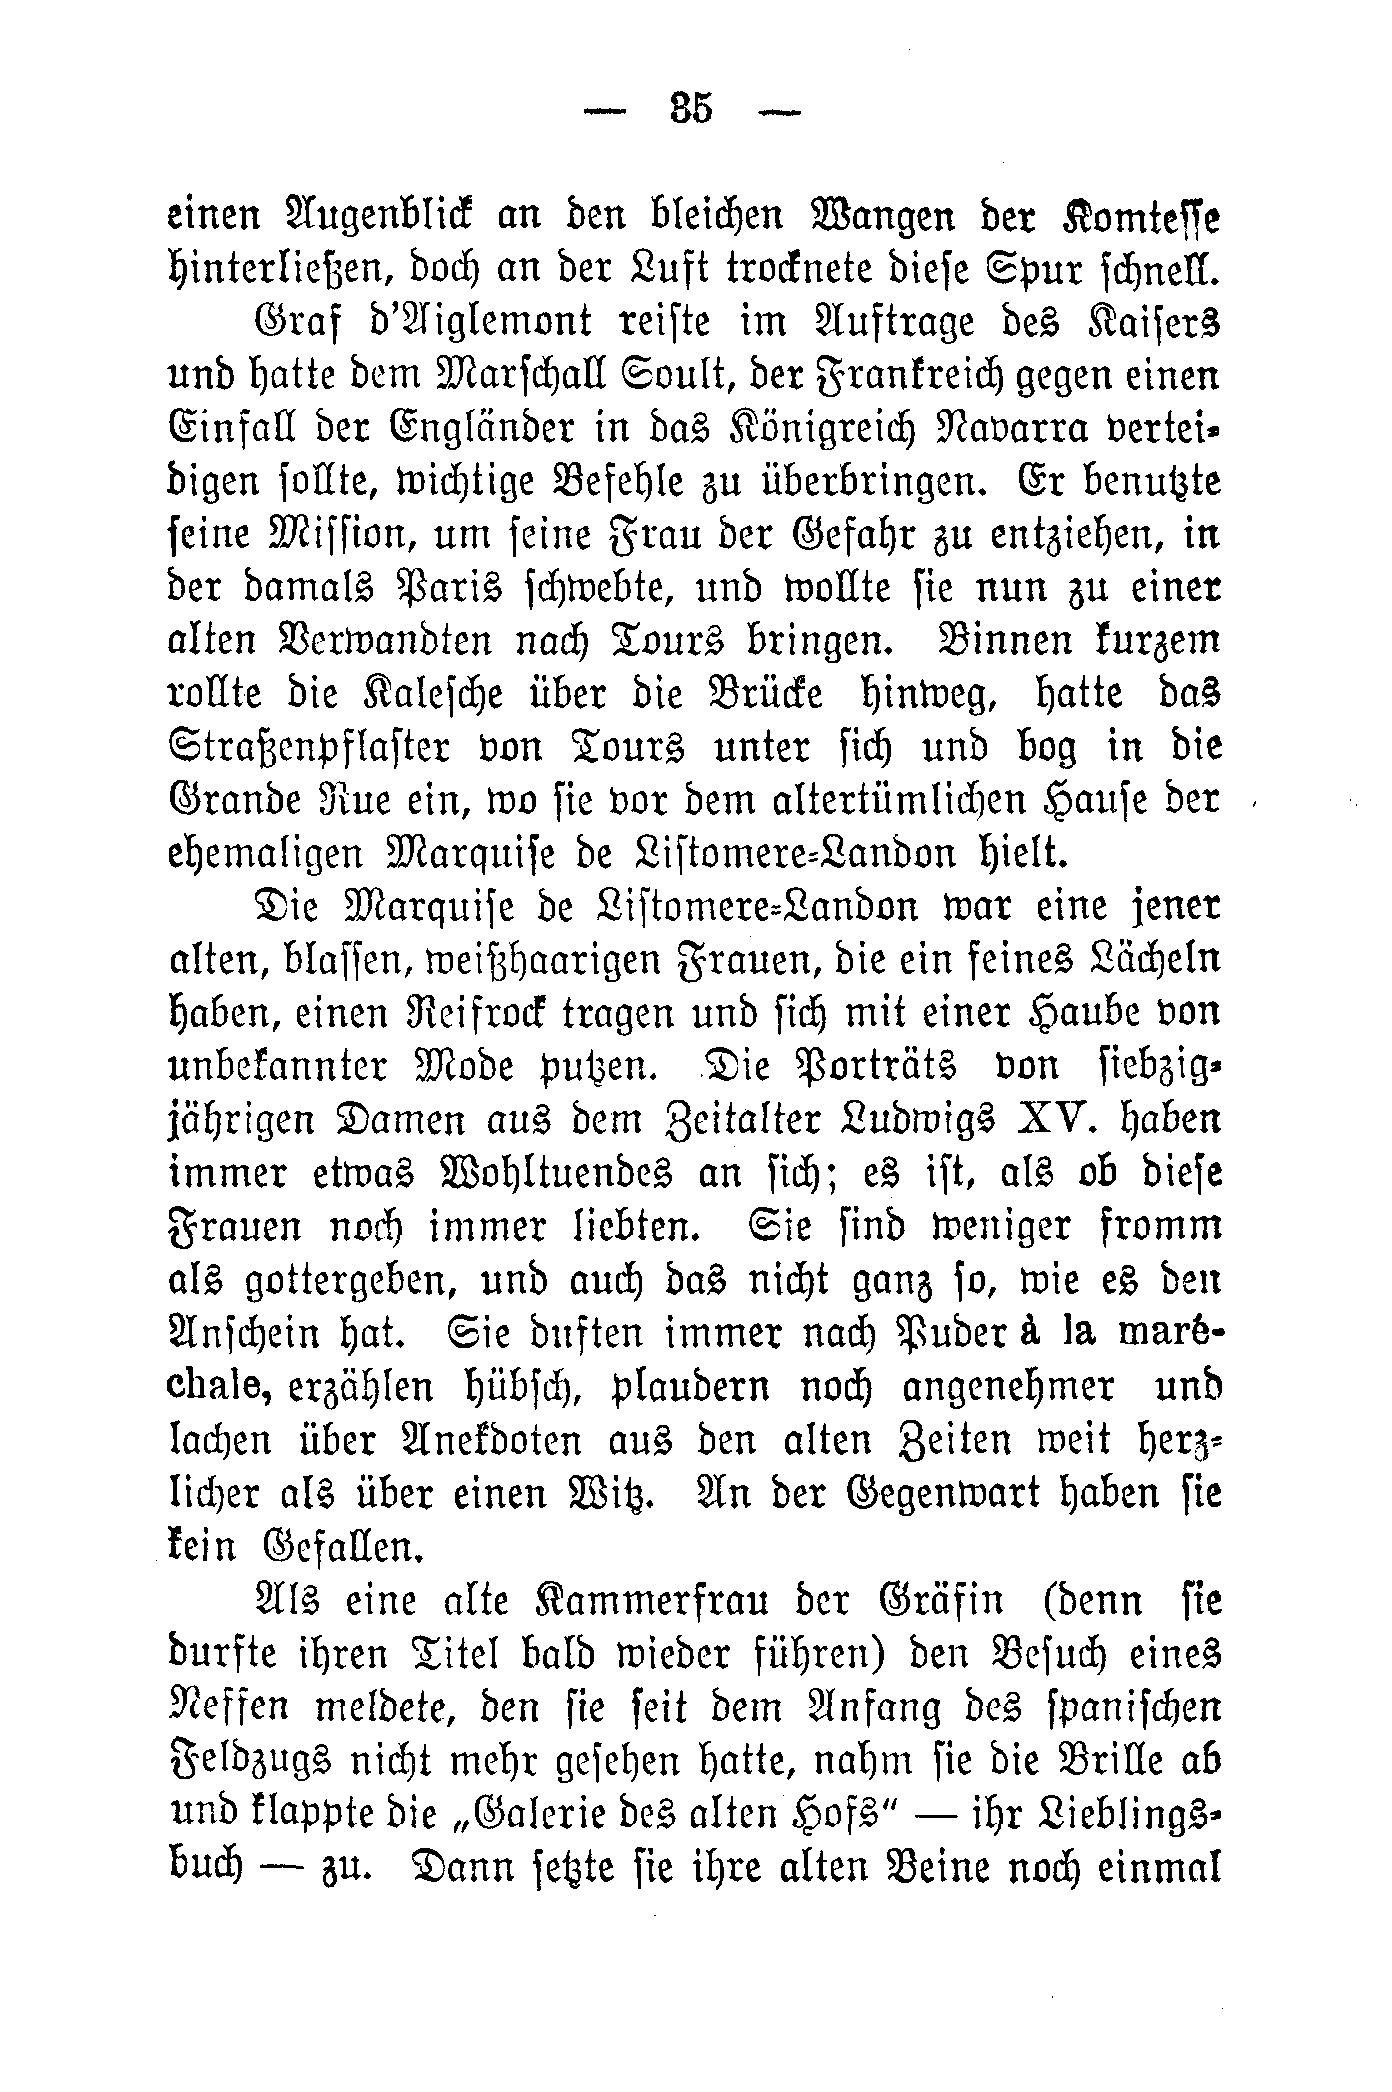 — 35 —
einen Augenblick an den bleichen Wangen der Komtesse
hinterließen, doch an der Luft trocknete diese Spur schnell.
Graf d'Aiglemont reiste im Auftrage des Kaisers
und hatte dem Marschall Soult, der Frankreich gegen einen
Einfall der Engländer in das Königreich Navarra vertei-
digen sollte, wichtige Befehle zu überbringen. Er benutzte
seine Mission, um seine Frau der Gefahr zu entziehen, in
der damals Paris schwebte, und wollte sie nun zu einer
alten Verwandten nach Tours bringen. Binnen kurzem
rollte die Kalesche über die Brücke hinweg, hatte das
Straßenpflaster von Tours unter sich und bog in die
Grande Rue ein, wo sie vor dem altertümlichen Hause der
ehemaligen Marquise de Listomere-Landon hielt.
Die Marquise de Listomere-Landon war eine jener
alten, blassen, weißhaarigen Frauen, die ein feines Lächeln
haben, einen Reifrock tragen und sich mit einer Haube von
unbekannter Mode putzen. Die Porträts von siebzig-
jährigen Damen aus dem Zeitalter Ludwigs XV. haben
immer etwas Wohltuendes an sich; es ist, als ob diese
Frauen noch immer liebten. Sie sind weniger fromm
als gottergeben, und auch das nicht ganz so, wie es den
Anschein hat. Sie duften immer nach Puder à la maré-
chale, erzählen hübsch, plaudern noch angenehmer und
lachen über Anekdoten aus den alten Zeiten weit herz-
licher als über einen Witz. An der Gegenwart haben sie
kein Gefallen.
Als eine alte Kammerfrau der Gräfin (denn sie
durfte ihren Titel bald wieder führen) den Besuch eines
Neffen meldete, den sie seit dem Anfang des spanischen
Feldzugs nicht mehr gesehen hatte, nahm sie die Brille ab
und klappte die „Galerie des alten Hofs“ — ihr Lieblings-
buch — zu. Dann setzte sie ihre alten Beine noch einmal